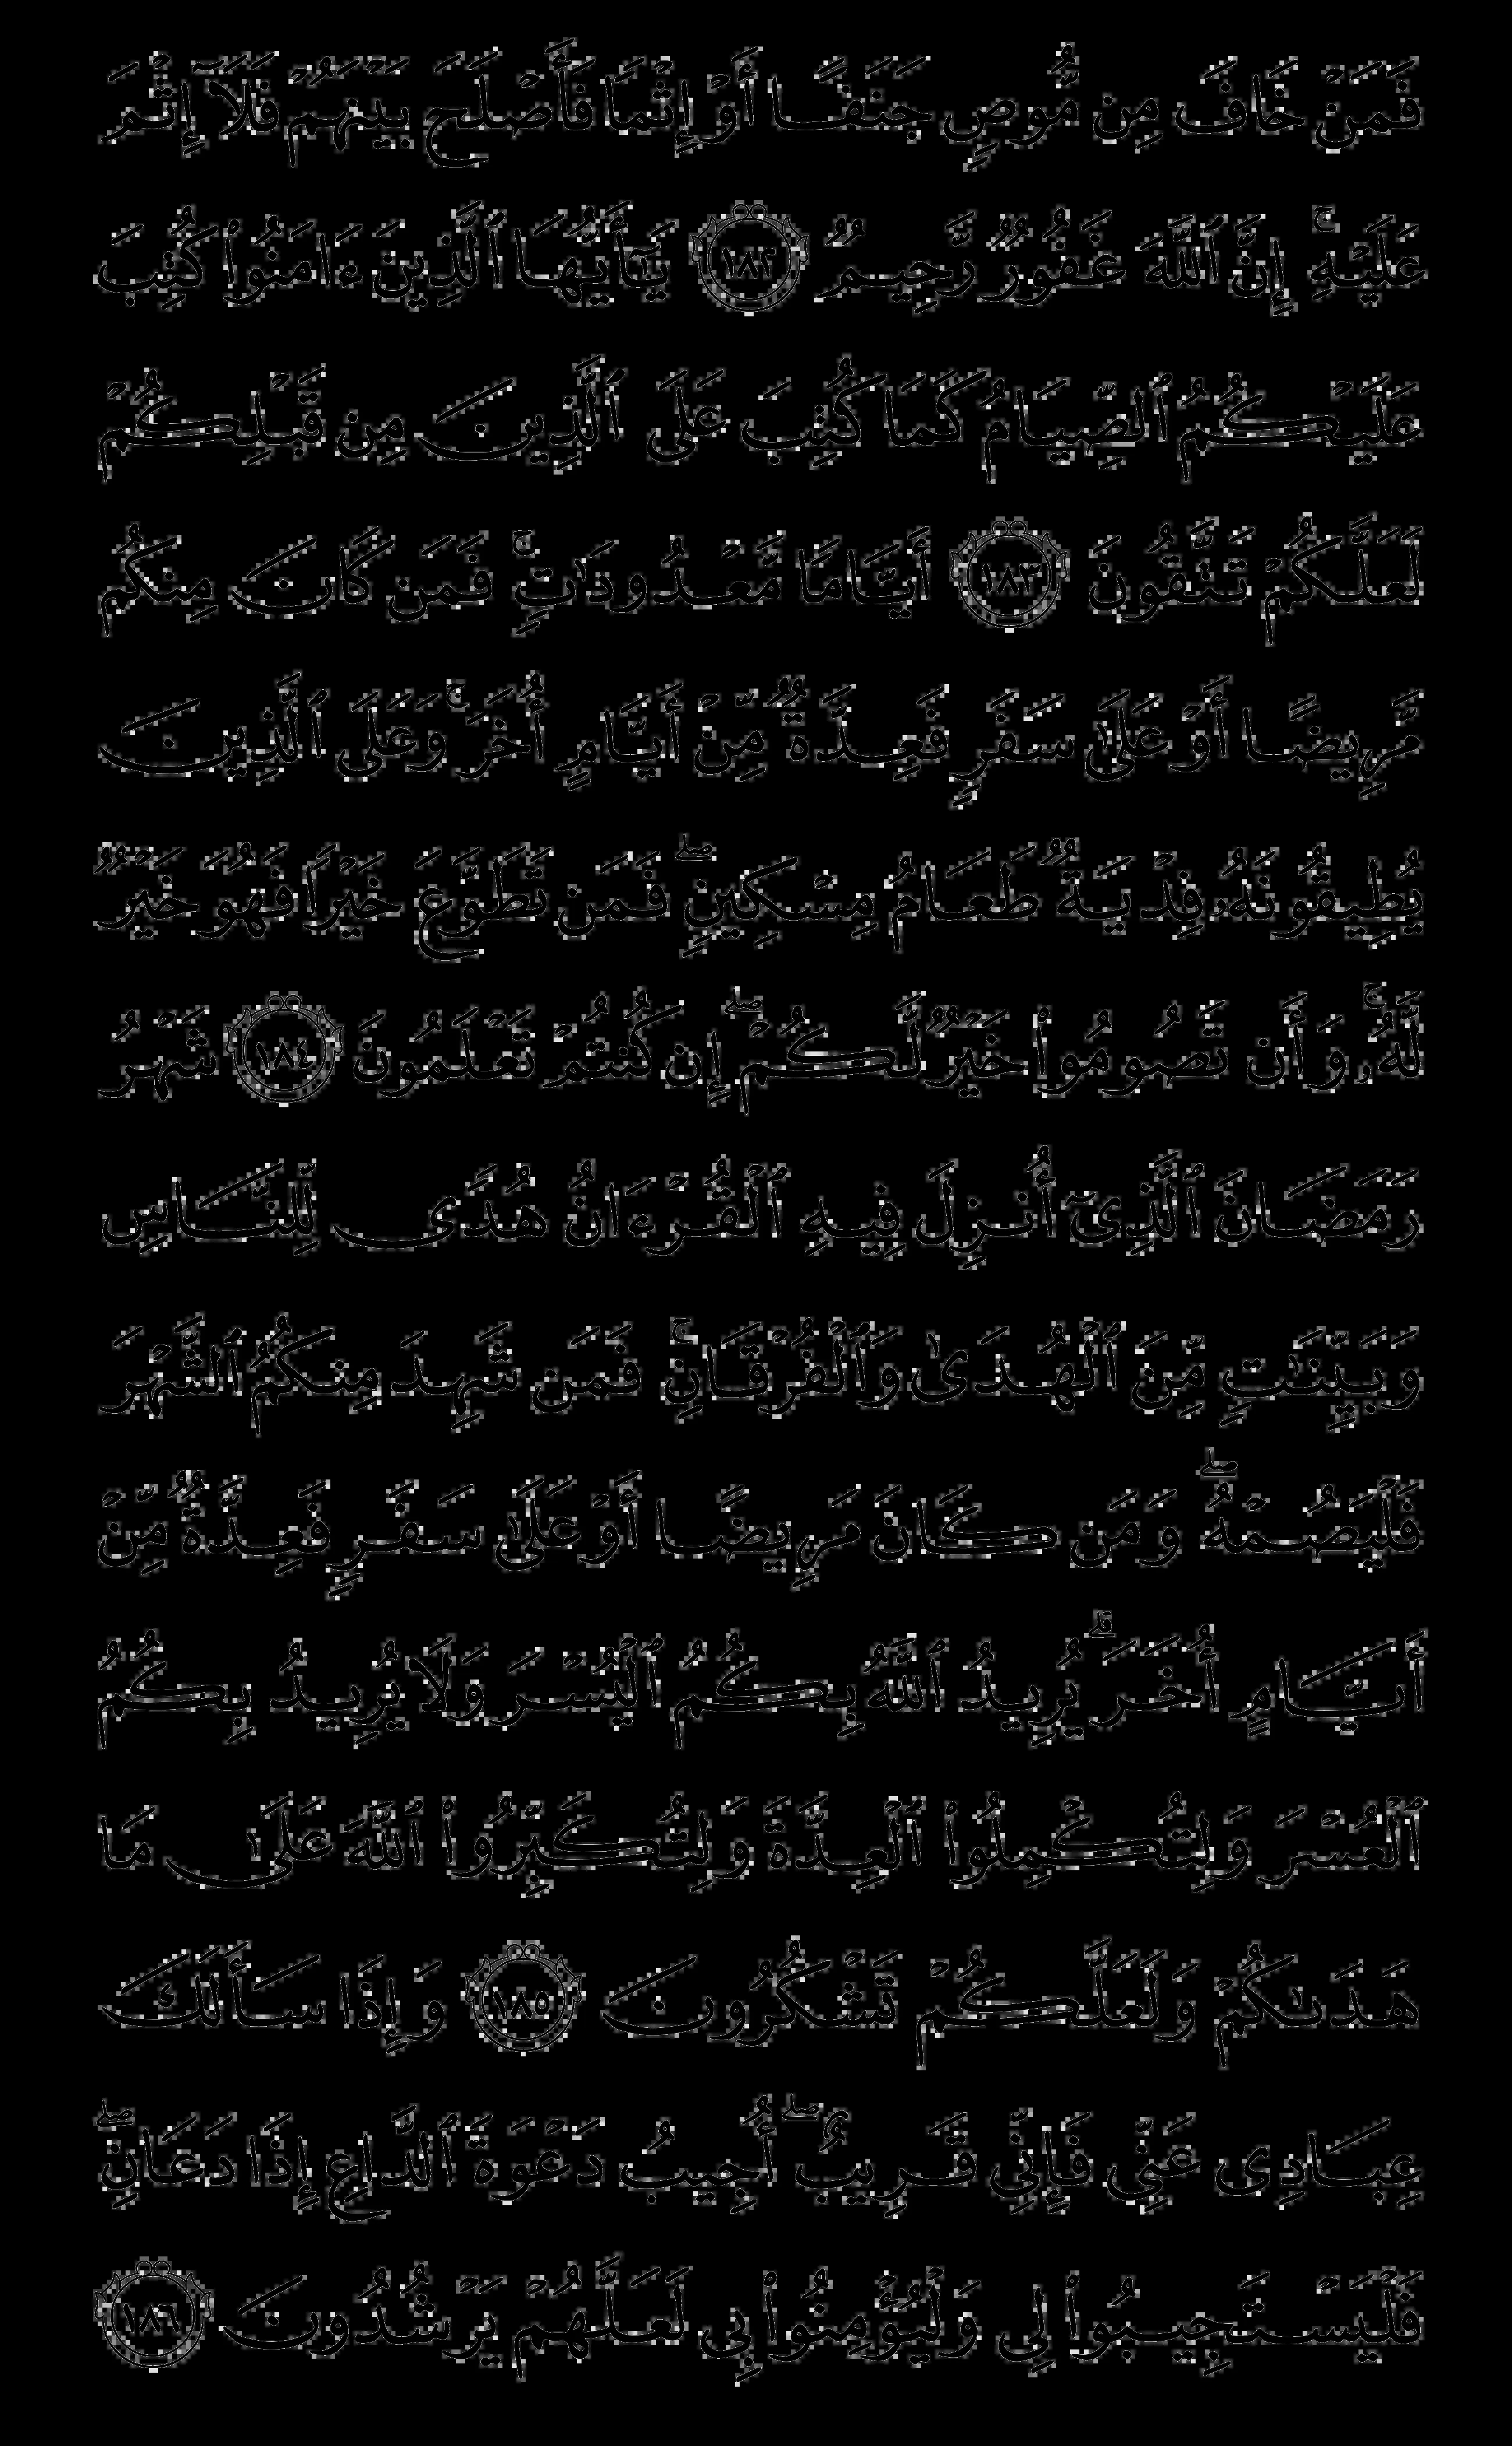 فَمَنْ خَافَ مِن مُّوصٍ جَنَفًا أَوْ إِثْمًا فَأَصْلَحَ بَيْنَهُمْ فَلَآ إِثْمَ
عَلَيْهِ ۚ إِنَّ ٱللَّهَ غَفُورٌ رَّحِيمٌ ١٨٢ يَـٰٓأَيُّهَا ٱلَّذِينَ ءَامَنُوا۟ كُتِبَ
عَلَيْكُمُ ٱلصِّيَامُ كَمَا كُتِبَ عَلَى ٱلَّذِينَ مِن قَبْلِكُمْ
لَعَلَّكُمْ تَتَّقُونَ ١٨٣ أَيَّامًا مَّعْدُودَٰتٍ ۚ فَمَن كَانَ مِنكُم
مَّرِيضًا أَوْ عَلَىٰ سَفَرٍ فَعِدَّةٌ مِّنْ أَيَّامٍ أُخَرَ ۚ وَعَلَى ٱلَّذِينَ
يُطِيقُونَهُۥ فِدْيَةٌ طَعَامُ مِسْكِينٍ ۖ فَمَن تَطَوَّعَ خَيْرًا فَهُوَ خَيْرٌ
لَّهُۥ ۚ وَأَن تَصُومُوا۟ خَيْرٌ لَّكُمْ ۖ إِن كُنتُمْ تَعْلَمُونَ ١٨٤ شَهْرُ
رَمَضَانَ ٱلَّذِىٓ أُنزِلَ فِيهِ ٱلْقُرْءَانُ هُدًى لِّلنَّاسِ
وَبَيِّنَـٰتٍ مِّنَ ٱلْهُدَىٰ وَٱلْفُرْقَانِ ۚ فَمَن شَهِدَ مِنكُمُ ٱلشَّهْرَ
فَلْيَصُمْهُ ۖ وَمَن كَانَ مَرِيضًا أَوْ عَلَىٰ سَفَرٍ فَعِدَّةٌ مِّنْ
أَيَّامٍ أُخَرَ ۗ يُرِيدُ ٱللَّهُ بِكُمُ ٱلْيُسْرَ وَلَا يُرِيدُ بِكُمُ
ٱلْعُسْرَ وَلِتُكْمِلُوا۟ ٱلْعِدَّةَ وَلِتُكَبِّرُوا۟ ٱللَّهَ عَلَىٰ مَا
هَدَىٰكُمْ وَلَعَلَّكُمْ تَشْكُرُونَ ١٨٥ وَإِذَا سَأَلَكَ
عِبَادِى عَنِّى فَإِنِّى قَرِيبٌ ۖ أُجِيبُ دَعْوَةَ ٱلدَّاعِ إِذَا دَعَانِ ۖ
فَلْيَسْتَجِيبُوا۟ لِى وَلْيُؤْمِنُوا۟ بِى لَعَلَّهُمْ يَرْشُدُونَ ١٨٦